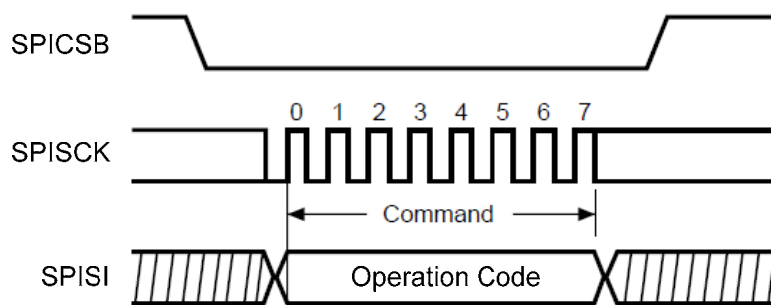 SPICSB
0 1 2 3 4 5 6 7
SPISCK
Command
SPISI
Operation Code